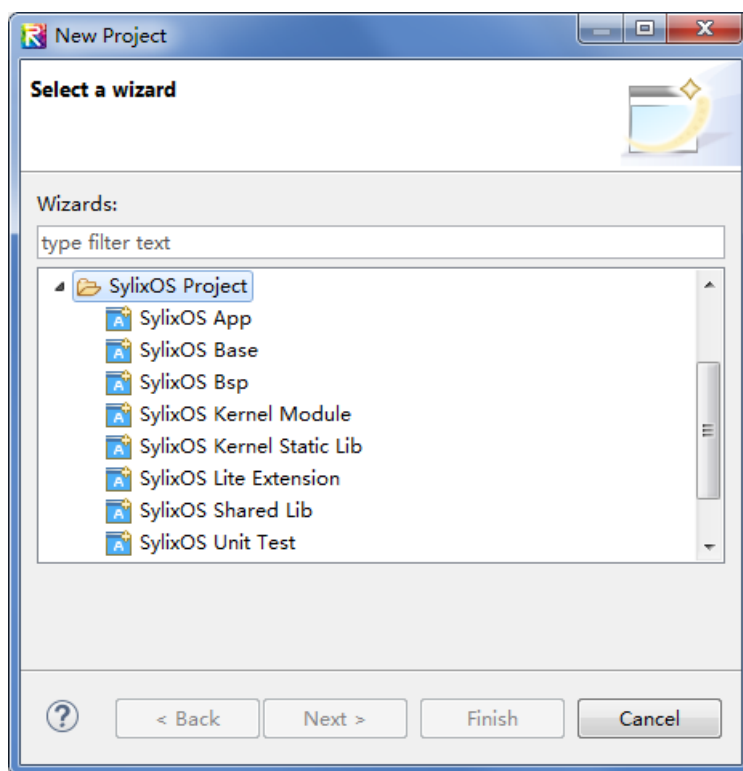 New Project
Select a wizard
Wizards:
type filter text
SylixOS Project
SylixOS App
SylixOS Base
SylixOS Bsp
SylixOS Kernel Module
SylixOS Kernel Static Lib
SylixOS Lite Extension
SylixOS Shared Lib
SylixOS Unit Test
? < Back Next > Finish Cancel